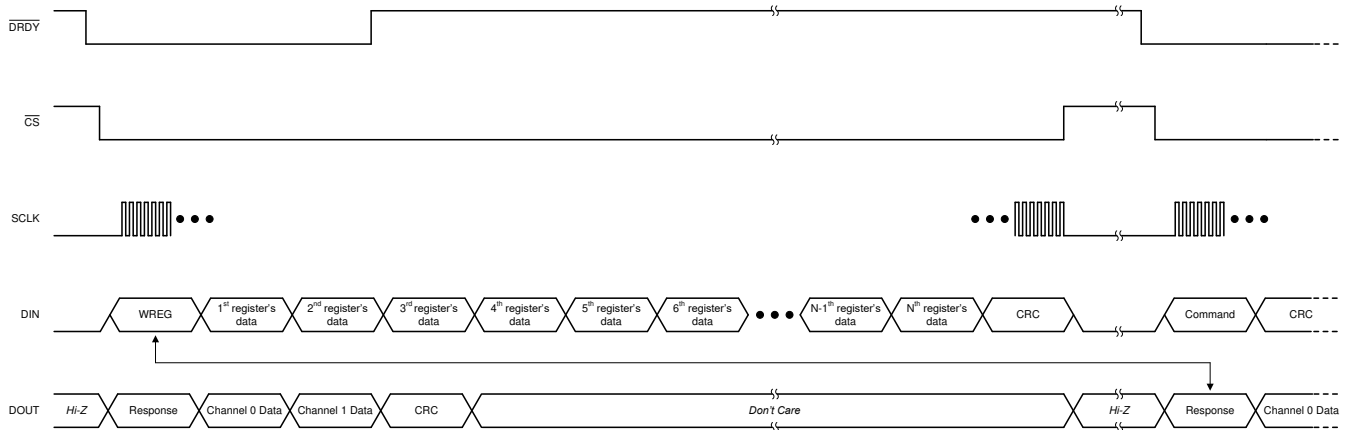 DRDY
CS
SCLK
DIN
WREG
1st register's
data
2nd register's
data
3rd register's
data
4th register's
data
5th register's
data
6th register's
data
N-1th register's
data
Nth register's
data
CRC
Command
CRC
DOUT
Hi-Z
Response
Channel 0 Data
Channel 1 Data
CRC
Don't Care
Hi-Z
Response
Channel 0 Data